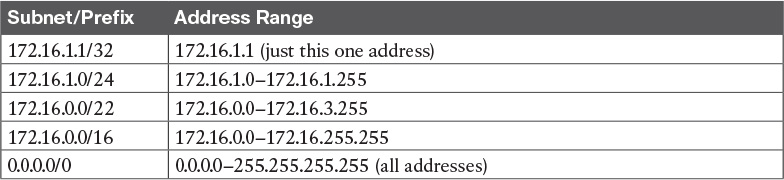 Subnet/Prefix Address Range
172.16.1.1/32 172.16.1.1 (just this one address)
172.16.1.0/24 172.16.1.0–172.16.1.255
172.16.0.0/22 172.16.0.0–172.16.3.255
172.16.0.0/16 172.16.0.0–172.16.255.255
0.0.0.0/0 0.0.0.0–255.255.255.255 (all addresses)